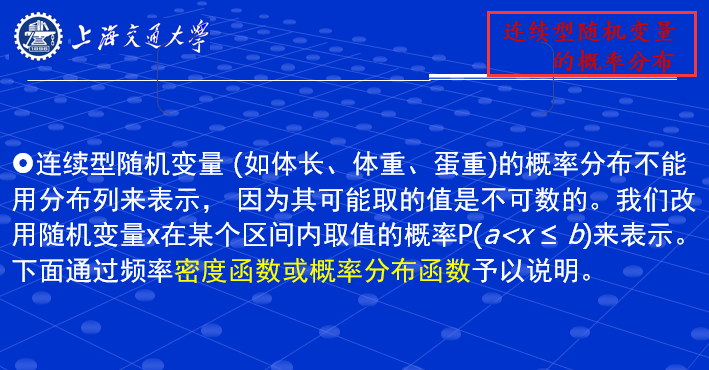 上海交通大学
连续型随机变量
的概率分布
连续型随机变量 (如体长、体重、蛋重)的概率分布不能
用分布列来表示， 因为其可能取的值是不可数的。我们改
用随机变量x在某个区间内取值的概率P(a<x ≤ b)来表示。
下面通过频率密度函数或概率分布函数予以说明。